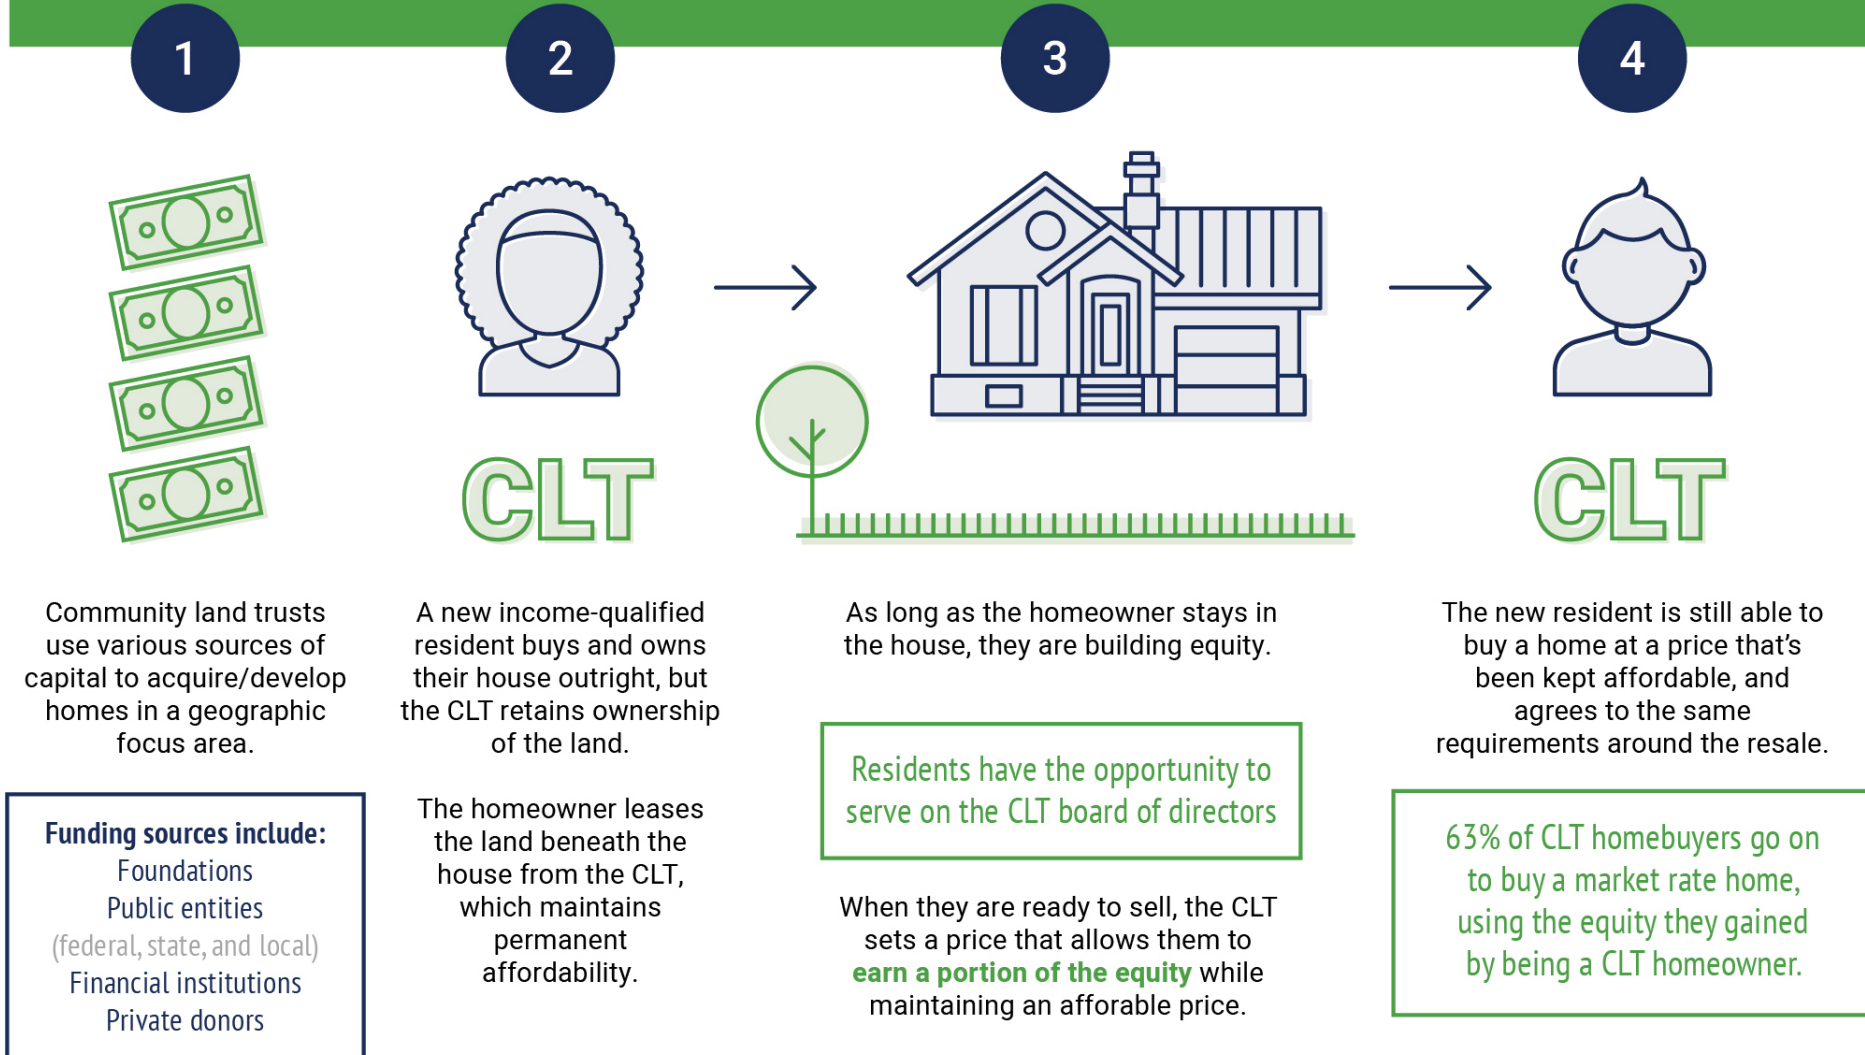 1
2
3
4
CLT
CLT
Community land trusts
use various sources of
capital to acquire/develop
homes in a geographic
focus area.
Funding sources include:
Foundations
Public entities
(federal, state, and local)
Financial institutions
Private donors
A new income-qualified
resident buys and owns
their house outright, but
the CLT retains ownership
of the land.
The homeowner leases
the land beneath the
house from the CLT,
which maintains
permanent
affordability.
As long as the homeowner stays in
the house, they are building equity.
Residents have the opportunity to
serve on the CLT board of directors
When they are ready to sell, the CLT
sets a price that allows them to
earn a portion of the equity while
maintaining an afforable price.
The new resident is still able to
buy a home at a price that's
been kept affordable, and
agrees to the same
requirements around the resale.
63% of CLT homebuyers go on
to buy a market rate home,
using the equity they gained
by being a CLT homeowner.